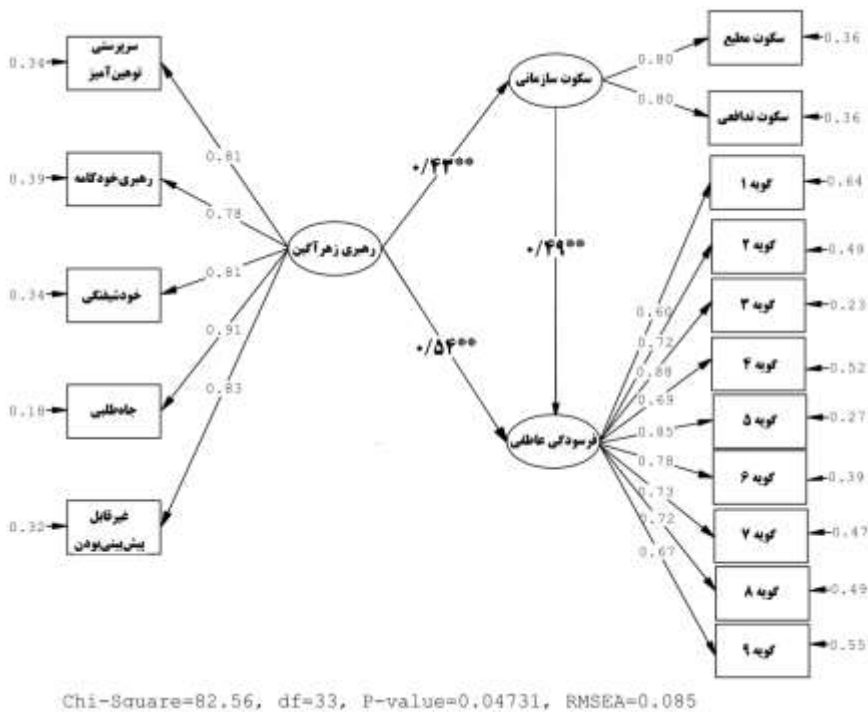 0.34
سرپرستی
توهین‌آمیز
0.81
0.39
رهبری‌خودکامه
0.78
0.34
خودشیفتگی
0.81
0.18
جاه‌طلبی
0.91
0.32
غیرقابل
پیش‌بینی‌بودن
0.83
رهبری زهرآگین
۰/۴۳**
۰/۵۴**
سکوت سازمانی
۰/۴۹**
فرسودگی عاطفی
0.80
سکوت مطیع
0.36
0.80
سکوت تدافعی
0.36
0.60
گویه ۱
0.64
0.72
گویه ۲
0.49
0.88
گویه ۳
0.23
0.69
گویه ۴
0.52
0.85
گویه ۵
0.27
0.78
گویه ۶
0.39
0.73
گویه ۷
0.47
0.72
گویه ۸
0.49
0.67
گویه ۹
0.55
Chi-Square=82.56, df=33, P-value=0.04731, RMSEA=0.085